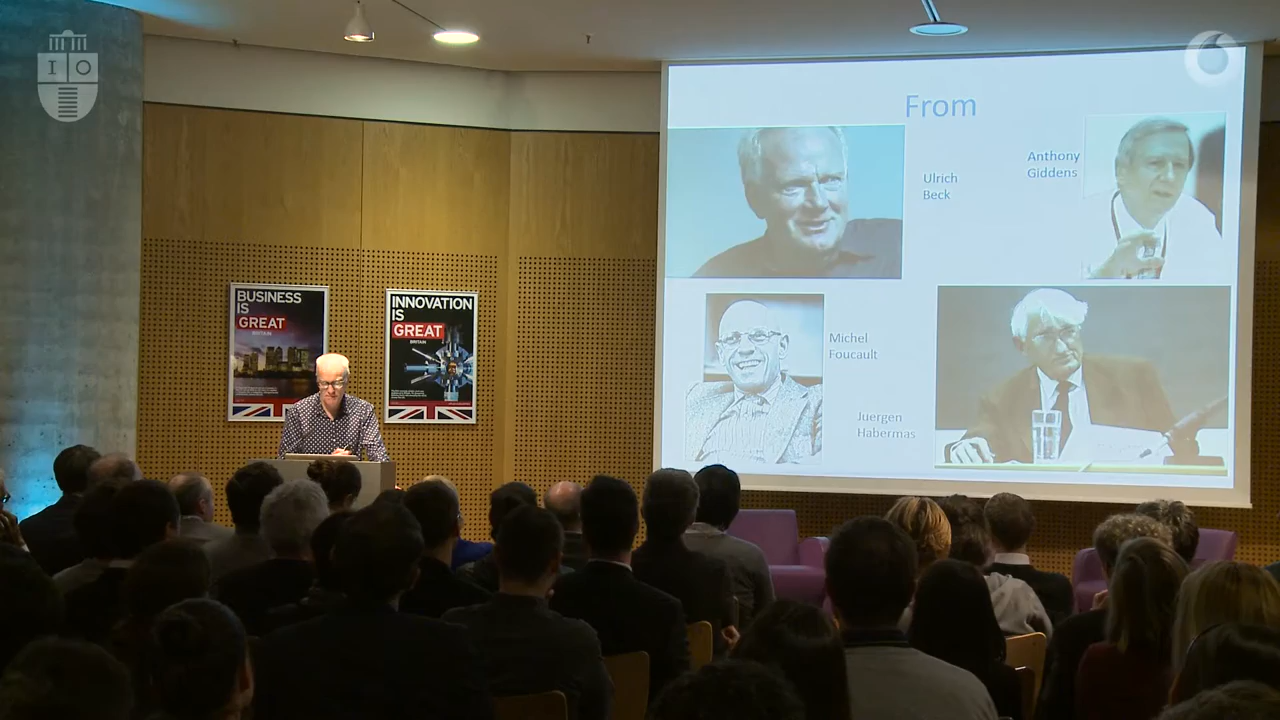 I O
From
Ulrich
Beck
Anthony
Giddens
Michel
Foucault
Juergen
Habermas
BUSINESS
IS
GREAT
BRITAIN
INNOVATION
IS
GREAT
BRITAIN